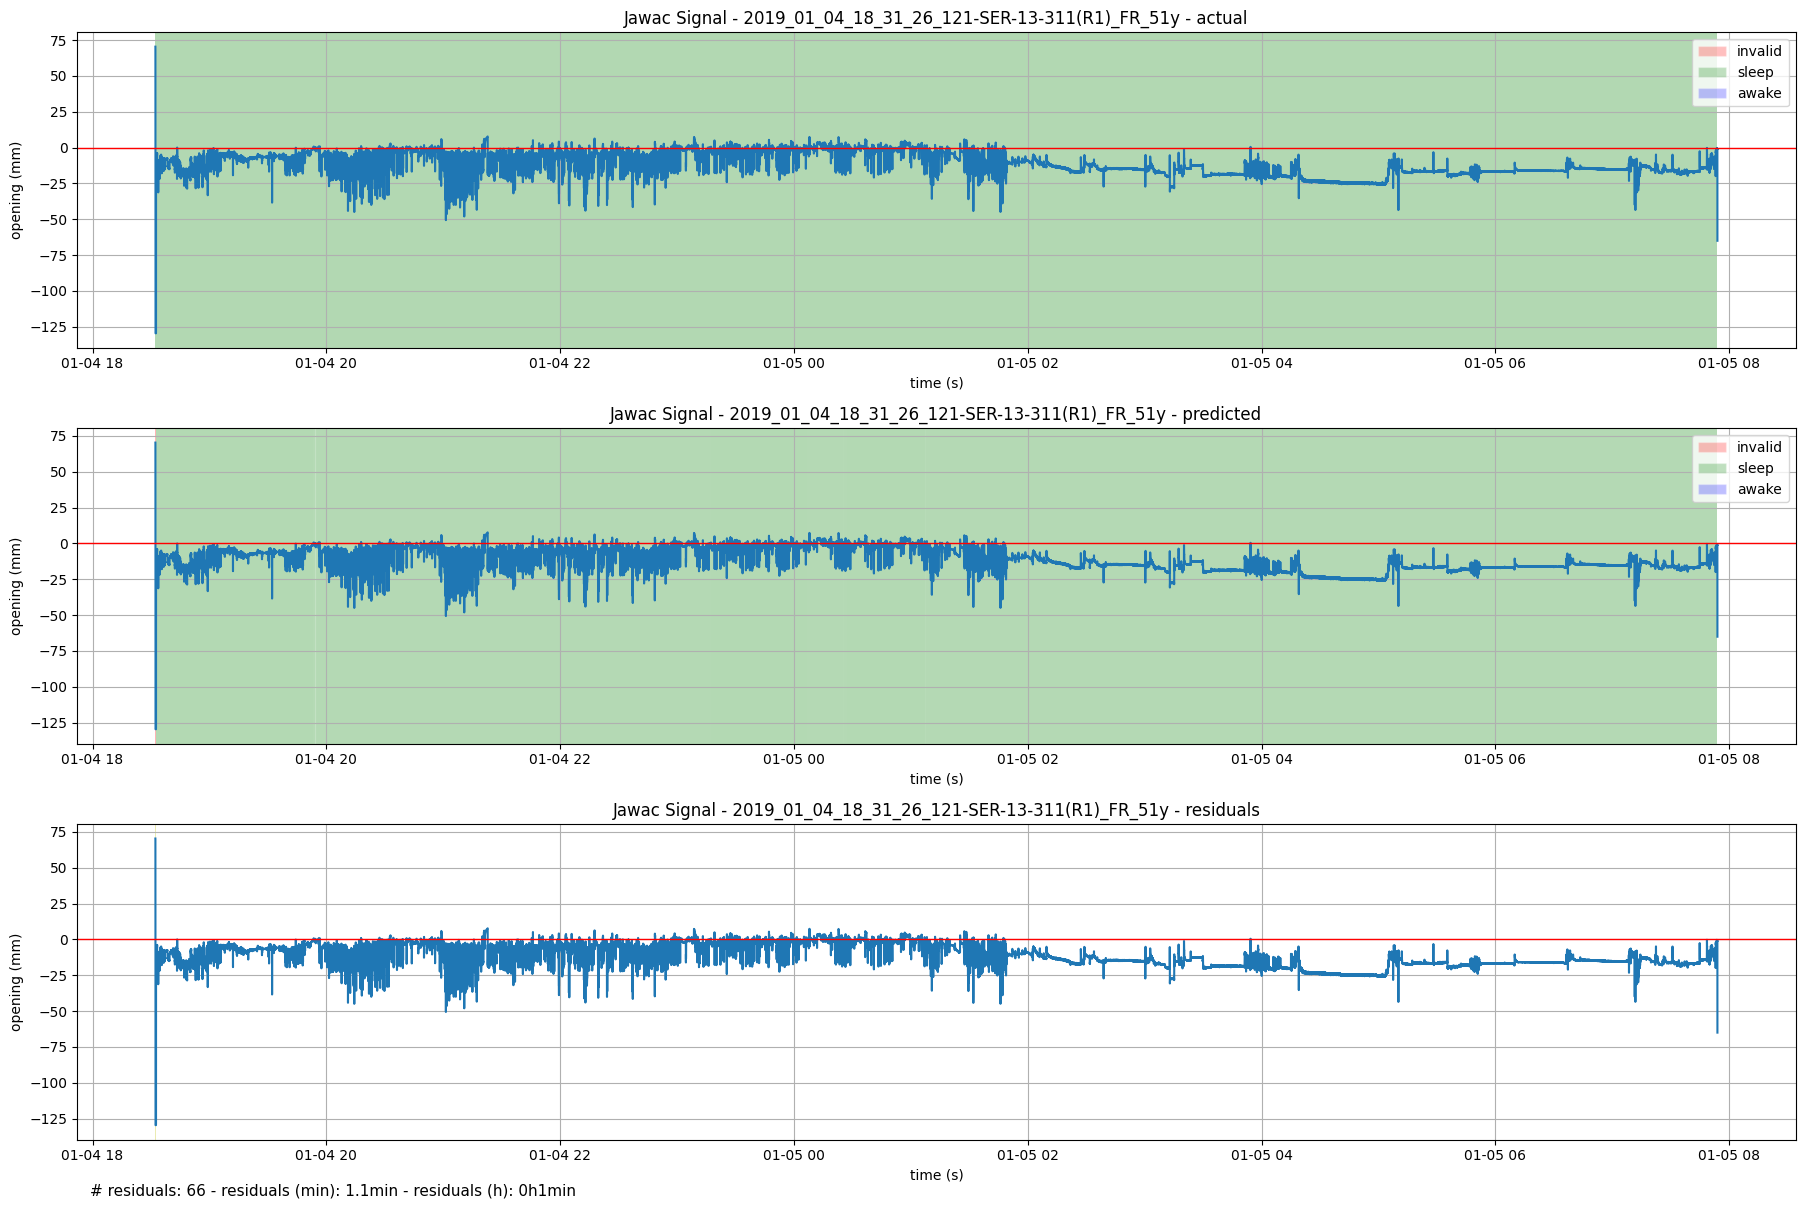 Jawac Signal - 2019_01_04_18_31_26_121-SER-13-311(R1)_FR_51y - actual
75
50
25
0
−25
−50
−75
−100
−125
opening (mm)
invalid
sleep
awake
01-04 18 01-04 20 01-04 22 01-05 00 01-05 02 01-05 04 01-05 06 01-05 08
time (s)
Jawac Signal - 2019_01_04_18_31_26_121-SER-13-311(R1)_FR_51y - predicted
75
50
25
0
−25
−50
−75
−100
−125
opening (mm)
invalid
sleep
awake
01-04 18 01-04 20 01-04 22 01-05 00 01-05 02 01-05 04 01-05 06 01-05 08
time (s)
Jawac Signal - 2019_01_04_18_31_26_121-SER-13-311(R1)_FR_51y - residuals
75
50
25
0
−25
−50
−75
−100
−125
opening (mm)
01-04 18 01-04 20 01-04 22 01-05 00 01-05 02 01-05 04 01-05 06 01-05 08
time (s)
# residuals: 66 - residuals (min): 1.1min - residuals (h): 0h1min